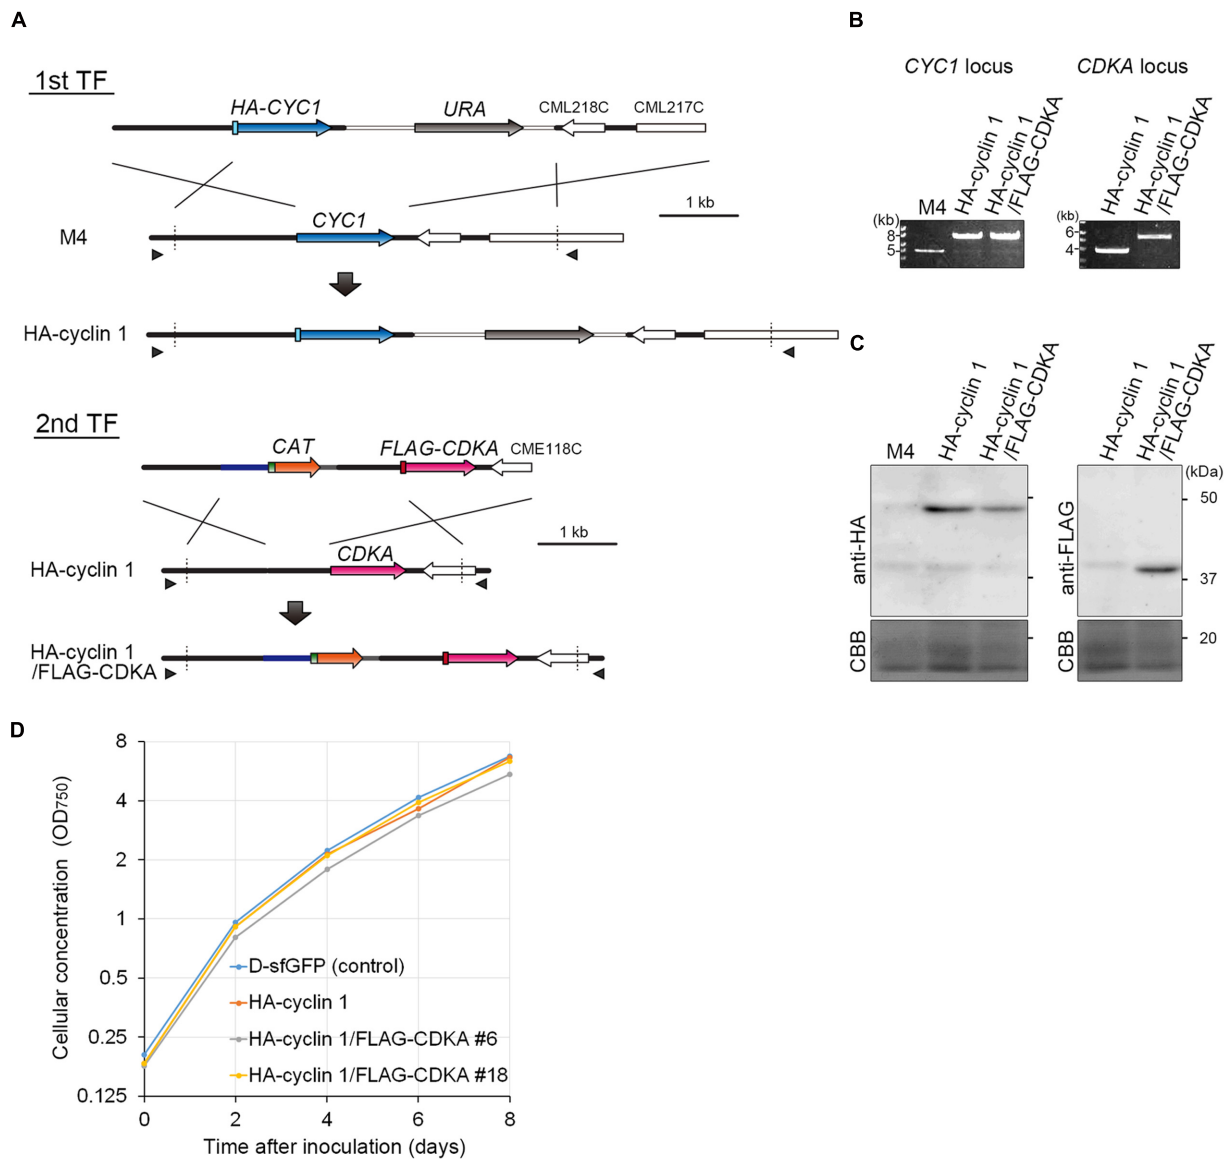 A
1st TF
HA-CYC1
URA
CML218C
CML217C
1 kb
M4
CYC1
HA-cyclin 1
2nd TF
CAT
FLAG-CDKA
CME118C
1 kb
HA-cyclin 1
CDKA
HA-cyclin 1
/FLAG-CDKA
B
CYC1 locus
CDKA locus
M4
HA-cyclin 1
HA-cyclin 1
/FLAG-CDKA
HA-cyclin 1
HA-cyclin 1
/FLAG-CDKA
(kb)
8
5
(kb)
6
4
C
M4
HA-cyclin 1
HA-cyclin 1
/FLAG-CDKA
HA-cyclin 1
HA-cyclin 1
/FLAG-CDKA
(kDa)
50
37
20
anti-HA
CBB
anti-FLAG
CBB
D
Cellular concentration (OD750)
8
4
2
1
0.5
0.25
0.125
D-sfGFP (control)
HA-cyclin 1
HA-cyclin 1/FLAG-CDKA #6
HA-cyclin 1/FLAG-CDKA #18
0 2 4 6 8
Time after inoculation (days)